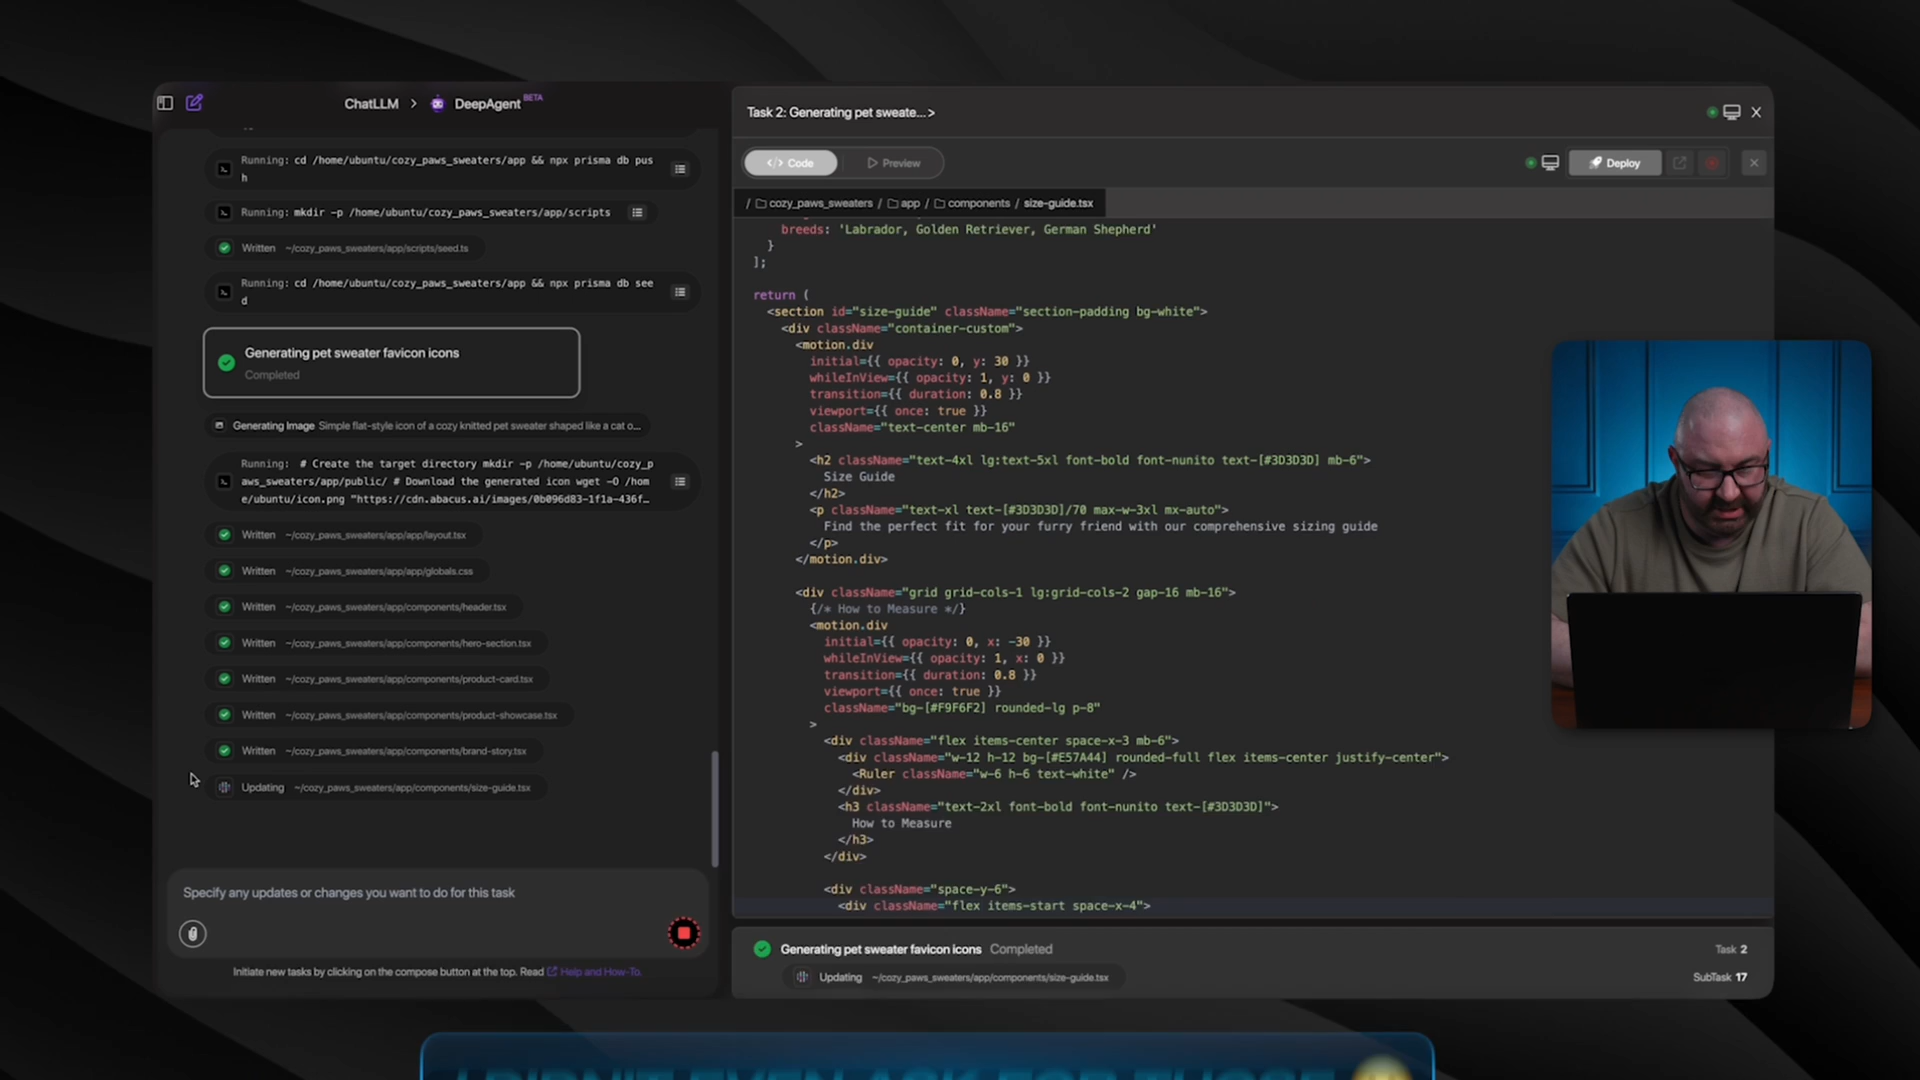 ChatLLM > DeepAgent BETA
Running: cd /home/ubuntu/cozy_paws_sweaters/app && npx prisma db pus
h
Running: mkdir -p /home/ubuntu/cozy_paws_sweaters/app/scripts
Written ~/cozy_paws_sweaters/app/scripts/seed.ts
Running: cd /home/ubuntu/cozy_paws_sweaters/app && npx prisma db see
d
Generating pet sweater favicon icons
Completed
Generating Image Simple flat-style icon of a cozy knitted pet sweater shaped like a cat o...
Running: # Create the target directory mkdir -p /home/ubuntu/cozy_p
aws_sweaters/app/public/ # Download the generated icon wget -O /hom
e/ubuntu/icon.png "https://cdn.abacus.ai/images/0b096d83-1f1a-436f…
Written ~/cozy_paws_sweaters/app/app/layout.tsx
Written ~/cozy_paws_sweaters/app/app/globals.css
Written ~/cozy_paws_sweaters/app/components/header.tsx
Written ~/cozy_paws_sweaters/app/components/hero-section.tsx
Written ~/cozy_paws_sweaters/app/components/product-card.tsx
Written ~/cozy_paws_sweaters/app/components/product-showcase.tsx
Written ~/cozy_paws_sweaters/app/components/brand-story.tsx
Updating ~/cozy_paws_sweaters/app/components/size-guide.tsx
Specify any updates or changes you want to do for this task
Initiate new tasks by clicking on the compose button at the top. Read Help and How-To.
Task 2: Generating pet sweate... >
</> Code Preview
Deploy
/ cozy_paws_sweaters / app / components / size-guide.tsx
breeds: 'Labrador, Golden Retriever, German Shepherd'
}
];
return (
<section id="size-guide" className="section-padding bg-white">
<div className="container-custom">
<motion.div
initial={{ opacity: 0, y: 30 }}
whileInView={{ opacity: 1, y: 0 }}
transition={{ duration: 0.8 }}
viewport={{ once: true }}
className="text-center mb-16"
>
<h2 className="text-4xl lg:text-5xl font-bold font-nunito text-[#3D3D3D] mb-6">
Size Guide
</h2>
<p className="text-xl text-[#3D3D3D]/70 max-w-3xl mx-auto">
Find the perfect fit for your furry friend with our comprehensive sizing guide
</p>
</motion.div>
<div className="grid grid-cols-1 lg:grid-cols-2 gap-16 mb-16">
{/* How to Measure */}
<motion.div
initial={{ opacity: 0, x: -30 }}
whileInView={{ opacity: 1, x: 0 }}
transition={{ duration: 0.8 }}
viewport={{ once: true }}
className="bg-[#F9F6F2] rounded-lg p-8"
>
<div className="flex items-center space-x-3 mb-6">
<div className="w-12 h-12 bg-[#E57A44] rounded-full flex items-center justify-center">
<Ruler className="w-6 h-6 text-white" />
</div>
<h3 className="text-2xl font-bold font-nunito text-[#3D3D3D]">
How to Measure
</h3>
</div>
<div className="space-y-6">
<div className="flex items-start space-x-4">
Generating pet sweater favicon icons Completed
Task 2
Updating ~/cozy_paws_sweaters/app/components/size-guide.tsx
SubTask 17
I DIDN'T EVEN ASK FOR THOSE